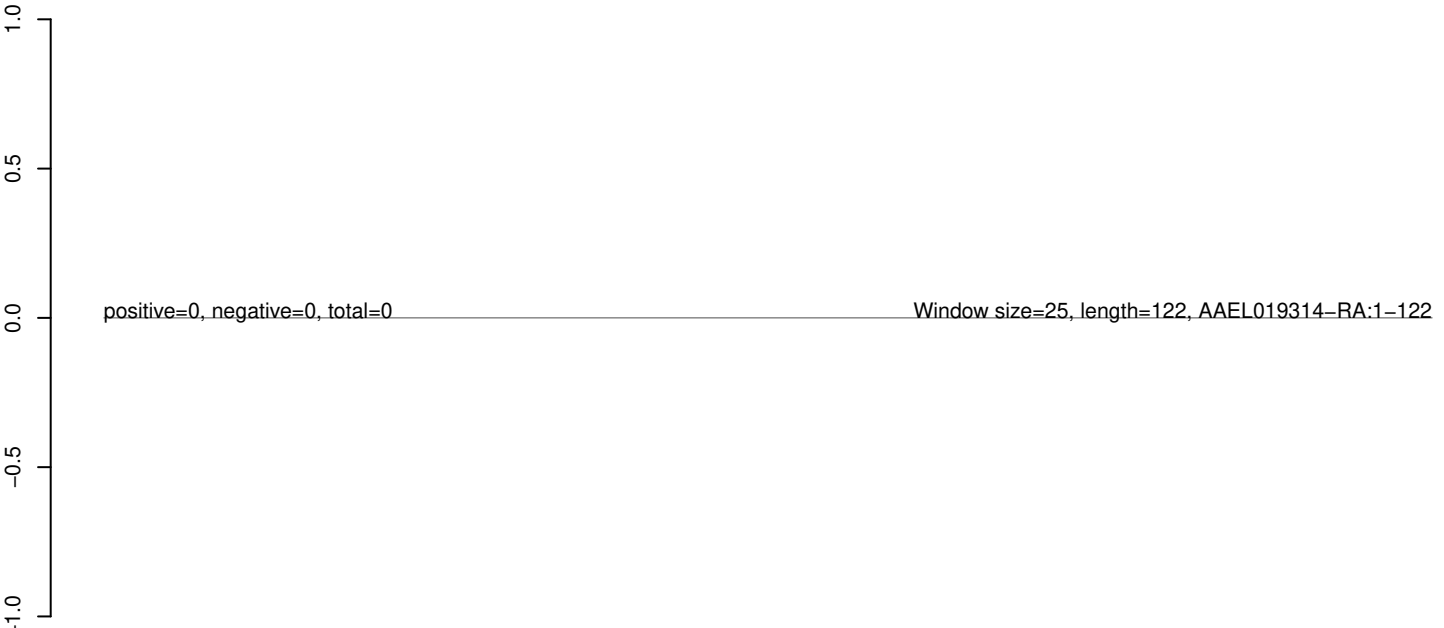 1.0
0.5
0.0
−0.5
−1.0
positive=0, negative=0, total=0
Window size=25, length=122, AAEL019314−RA:1−122